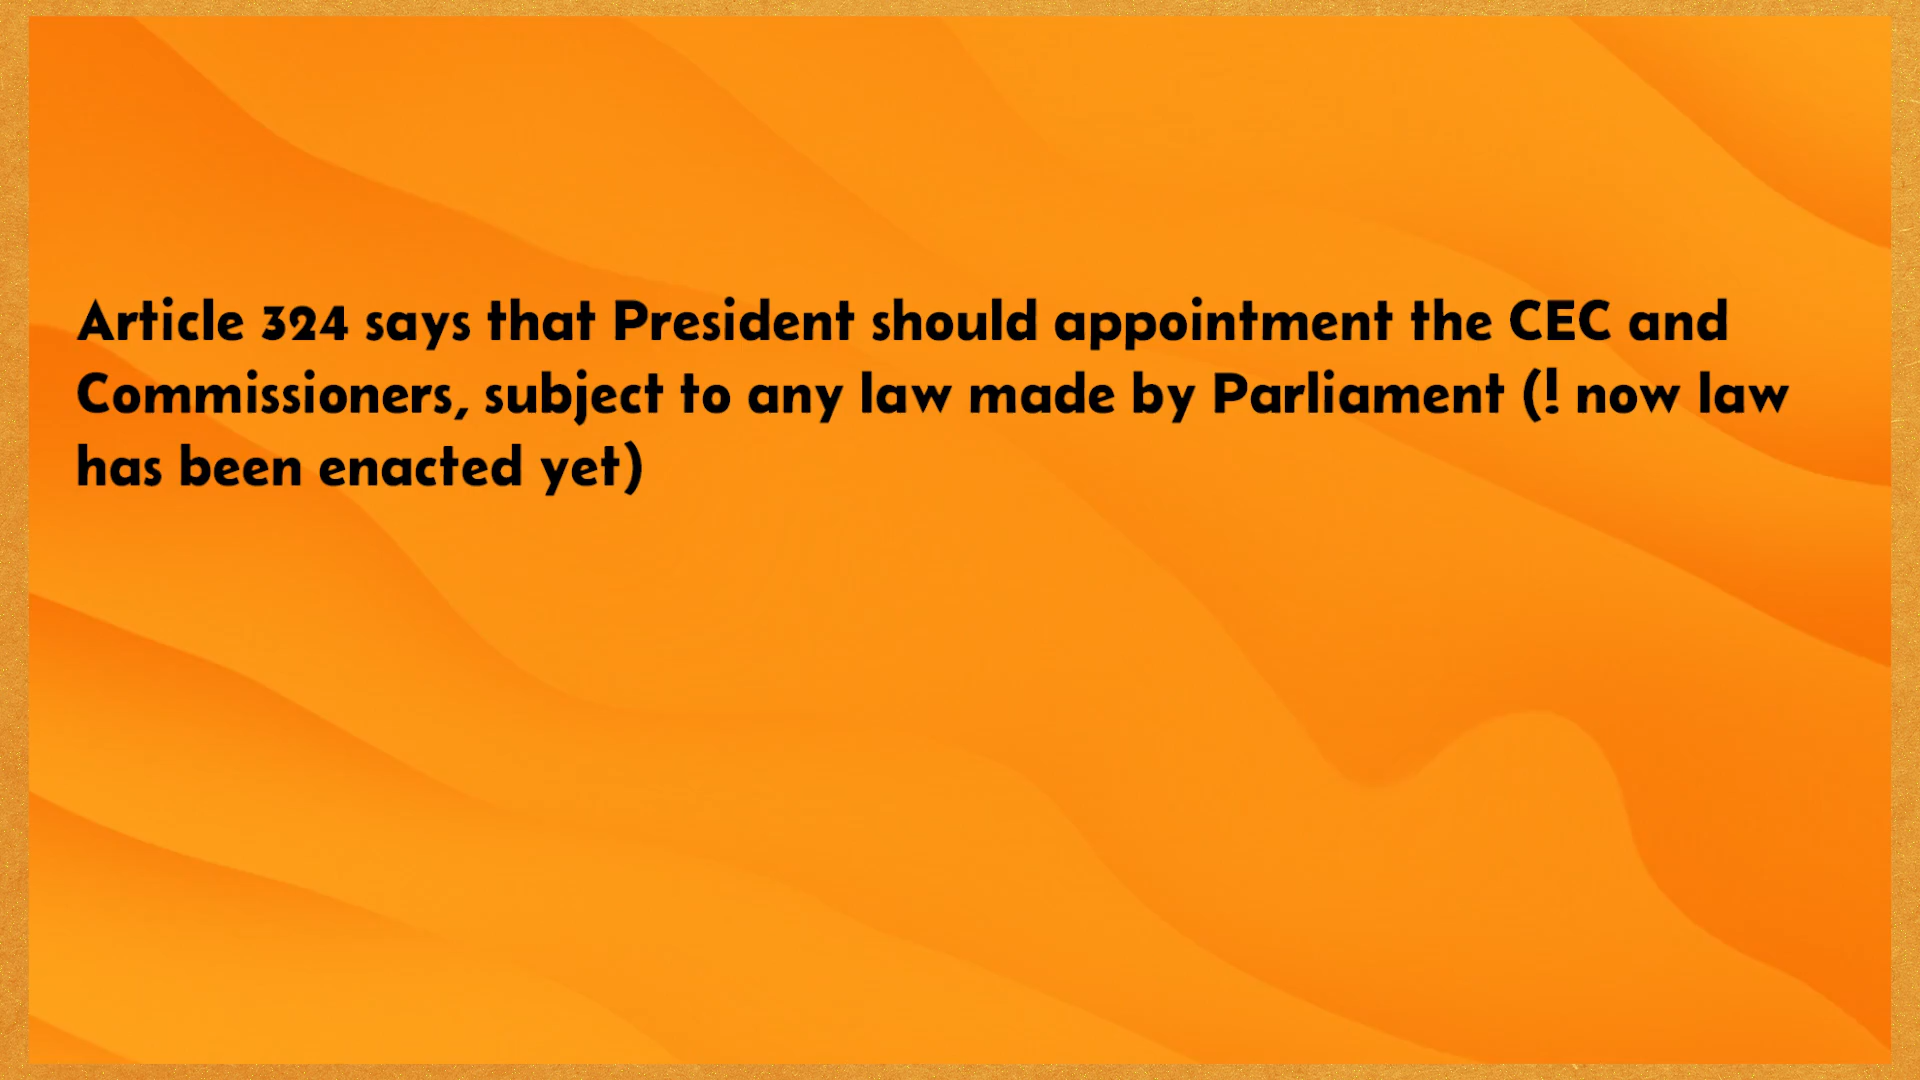 Article 324 says that President should appointment the CEC and
Commissioners, subject to any law made by Parliament (! now law
has been enacted yet)